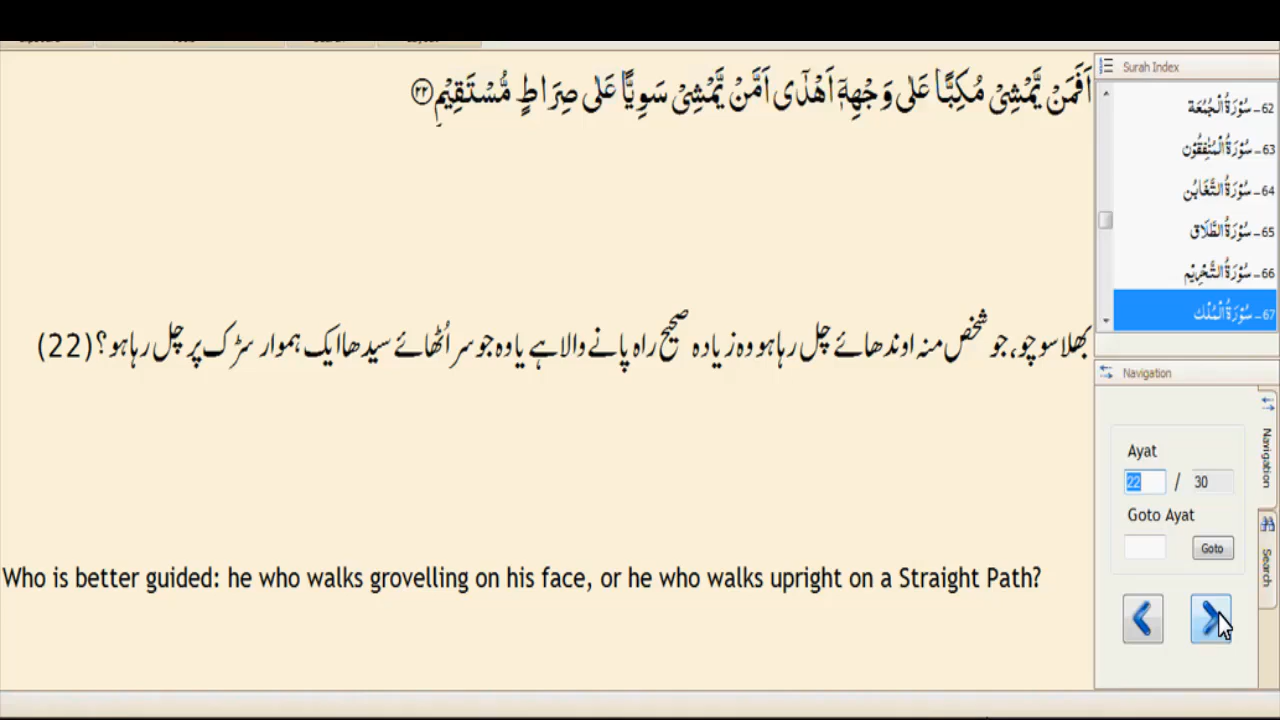 اَفَمَنْ يَّمْشِىْ مُكِبًّا عَلٰى وَجْهِهٖۤ اَهْدٰٓى اَمَّنْ يَّمْشِىْ سَوِيًّا عَلٰى صِرَاطٍ مُّسْتَقِيْمٍ ﴿۲۲﴾
بھلا سوچو، جو شخص منہ اوندھائے چل رہا ہو وہ زیادہ صحیح راہ پانے والا ہے یا وہ جو سر اُٹھائے سیدھا ایک ہموار سڑک پر چل رہا ہو؟ (22)
Who is better guided: he who walks grovelling on his face, or he who walks upright on a Straight Path?
Surah Index
62 – سُوْرَةُ الْجُمُعَة
63 – سُوْرَةُ الْمُنٰفِقُوْن
64 – سُوْرَةُ التَّغَابُن
65 – سُوْرَةُ الطَّلَاق
66 – سُوْرَةُ التَّحْرِيْم
67 – سُوْرَةُ الْمُلْك
Navigation
Ayat
22 / 30
Goto Ayat
Goto
Navigation
Search